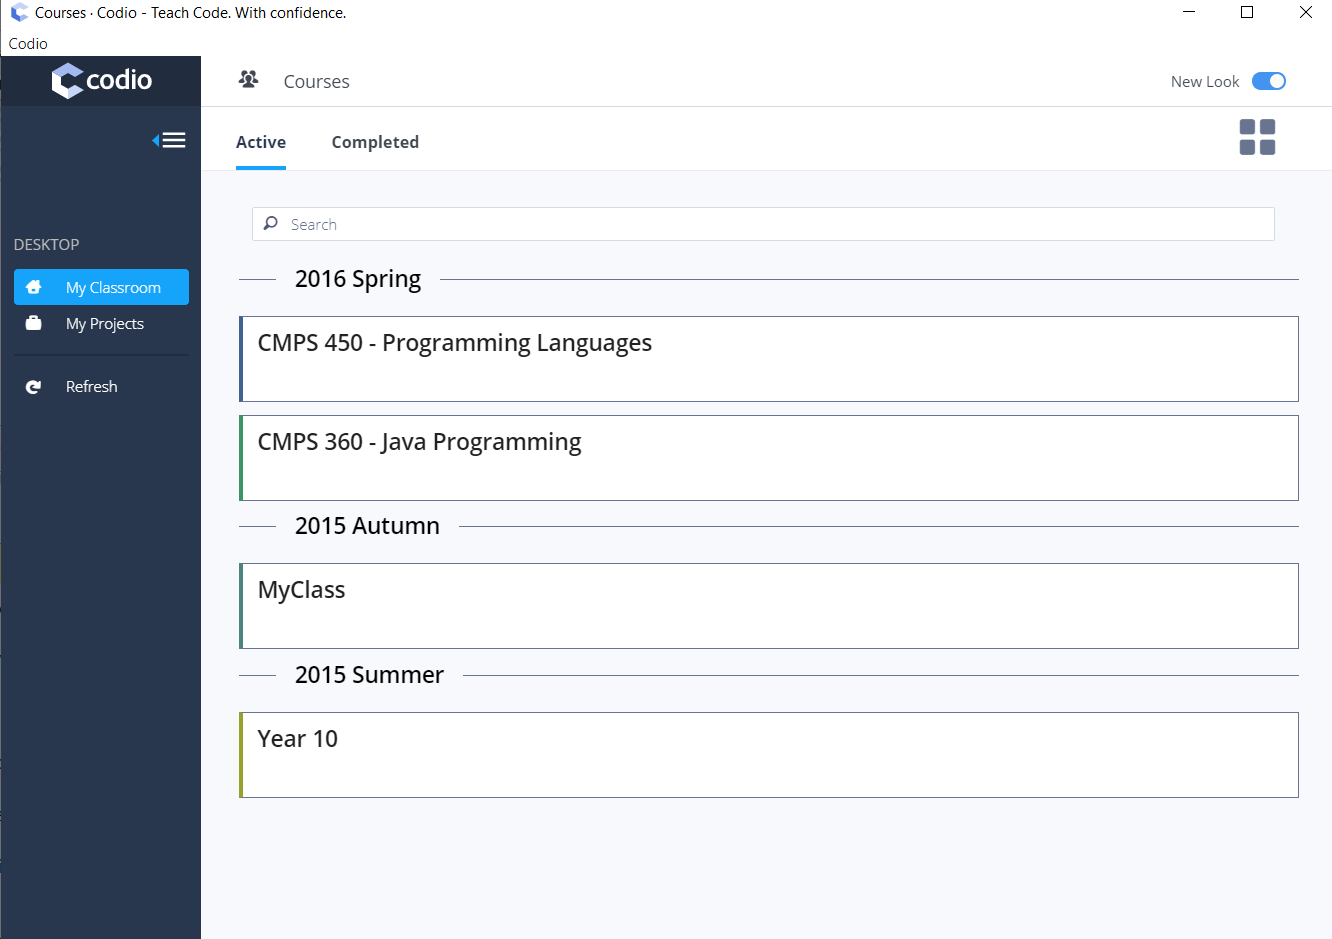 Courses · Codio - Teach Code. With confidence.
Codio
codio
Courses
New Look
Active
Completed
DESKTOP
My Classroom
My Projects
Refresh
Search
2016 Spring
CMPS 450 - Programming Languages
CMPS 360 - Java Programming
2015 Autumn
MyClass
2015 Summer
Year 10